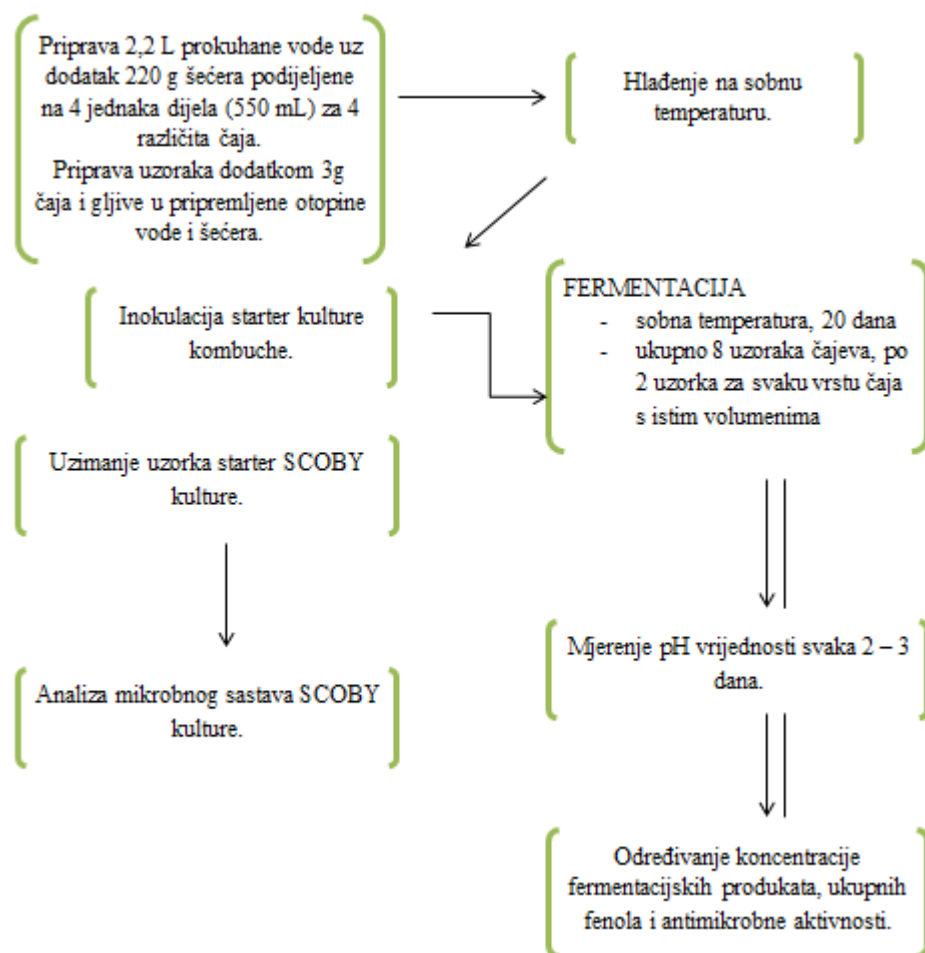 Priprava 2,2 L prokuhane vode uz
dodatak 220 g šećera podijeljene
na 4 jednaka dijela (550 mL) za 4
različita čaja.
Priprava uzoraka dodatkom 3g
čaja i gljive u pripremljene otopine
vode i šećera.
Hlađenje na sobnu
temperaturu.
Inokulacija starter kulture
kombuche.
FERMENTACIJA
- sobna temperatura, 20 dana
- ukupno 8 uzoraka čajeva, po
2 uzorka za svaku vrstu čaja
s istim volumenima
Uzimanje uzorka starter SCOBY
kulture.
Analiza mikrobnog sastava SCOBY
kulture.
Mjerenje pH vrijednosti svaka 2 – 3
dana.
Određivanje koncentracije
fermentacijskih produkata, ukupnih
fenola i antimikrobne aktivnosti.